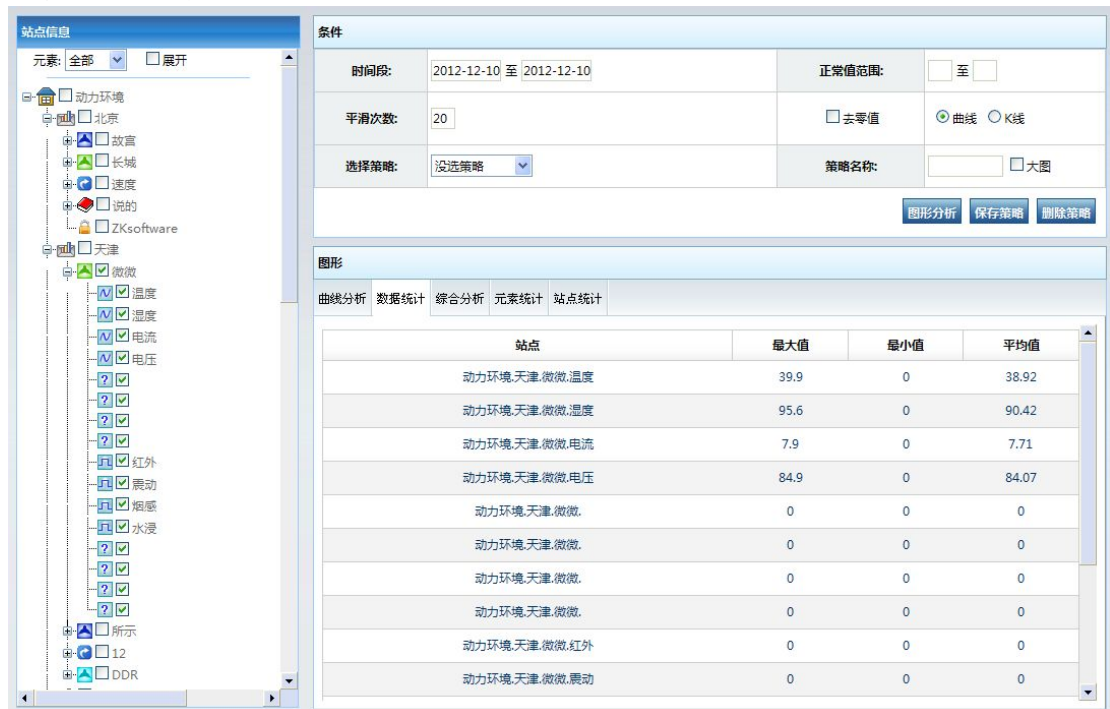 站点信息
元素: 全部 展开
动力环境
北京
故宫
长城
速度
说的
ZKsoftware
天津
微微
温度
湿度
电流
电压
?
?
?
?
红外
震动
烟感
水浸
?
?
?
?
所示
12
DDR
条件
时间段: 2012-12-10 至 2012-12-10 正常值范围: 至
平滑次数: 20 去零值 曲线 K线
选择策略: 没选策略 策略名称: 大图
图形分析 保存策略 删除策略
图形
曲线分析 数据统计 综合分析 元素统计 站点统计
站点 最大值 最小值 平均值
动力环境.天津.微微.温度 39.9 0 38.92
动力环境.天津.微微.湿度 95.6 0 90.42
动力环境.天津.微微.电流 7.9 0 7.71
动力环境.天津.微微.电压 84.9 0 84.07
动力环境.天津.微微. 0 0 0
动力环境.天津.微微. 0 0 0
动力环境.天津.微微. 0 0 0
动力环境.天津.微微. 0 0 0
动力环境.天津.微微.红外 0 0 0
动力环境.天津.微微.震动 0 0 0